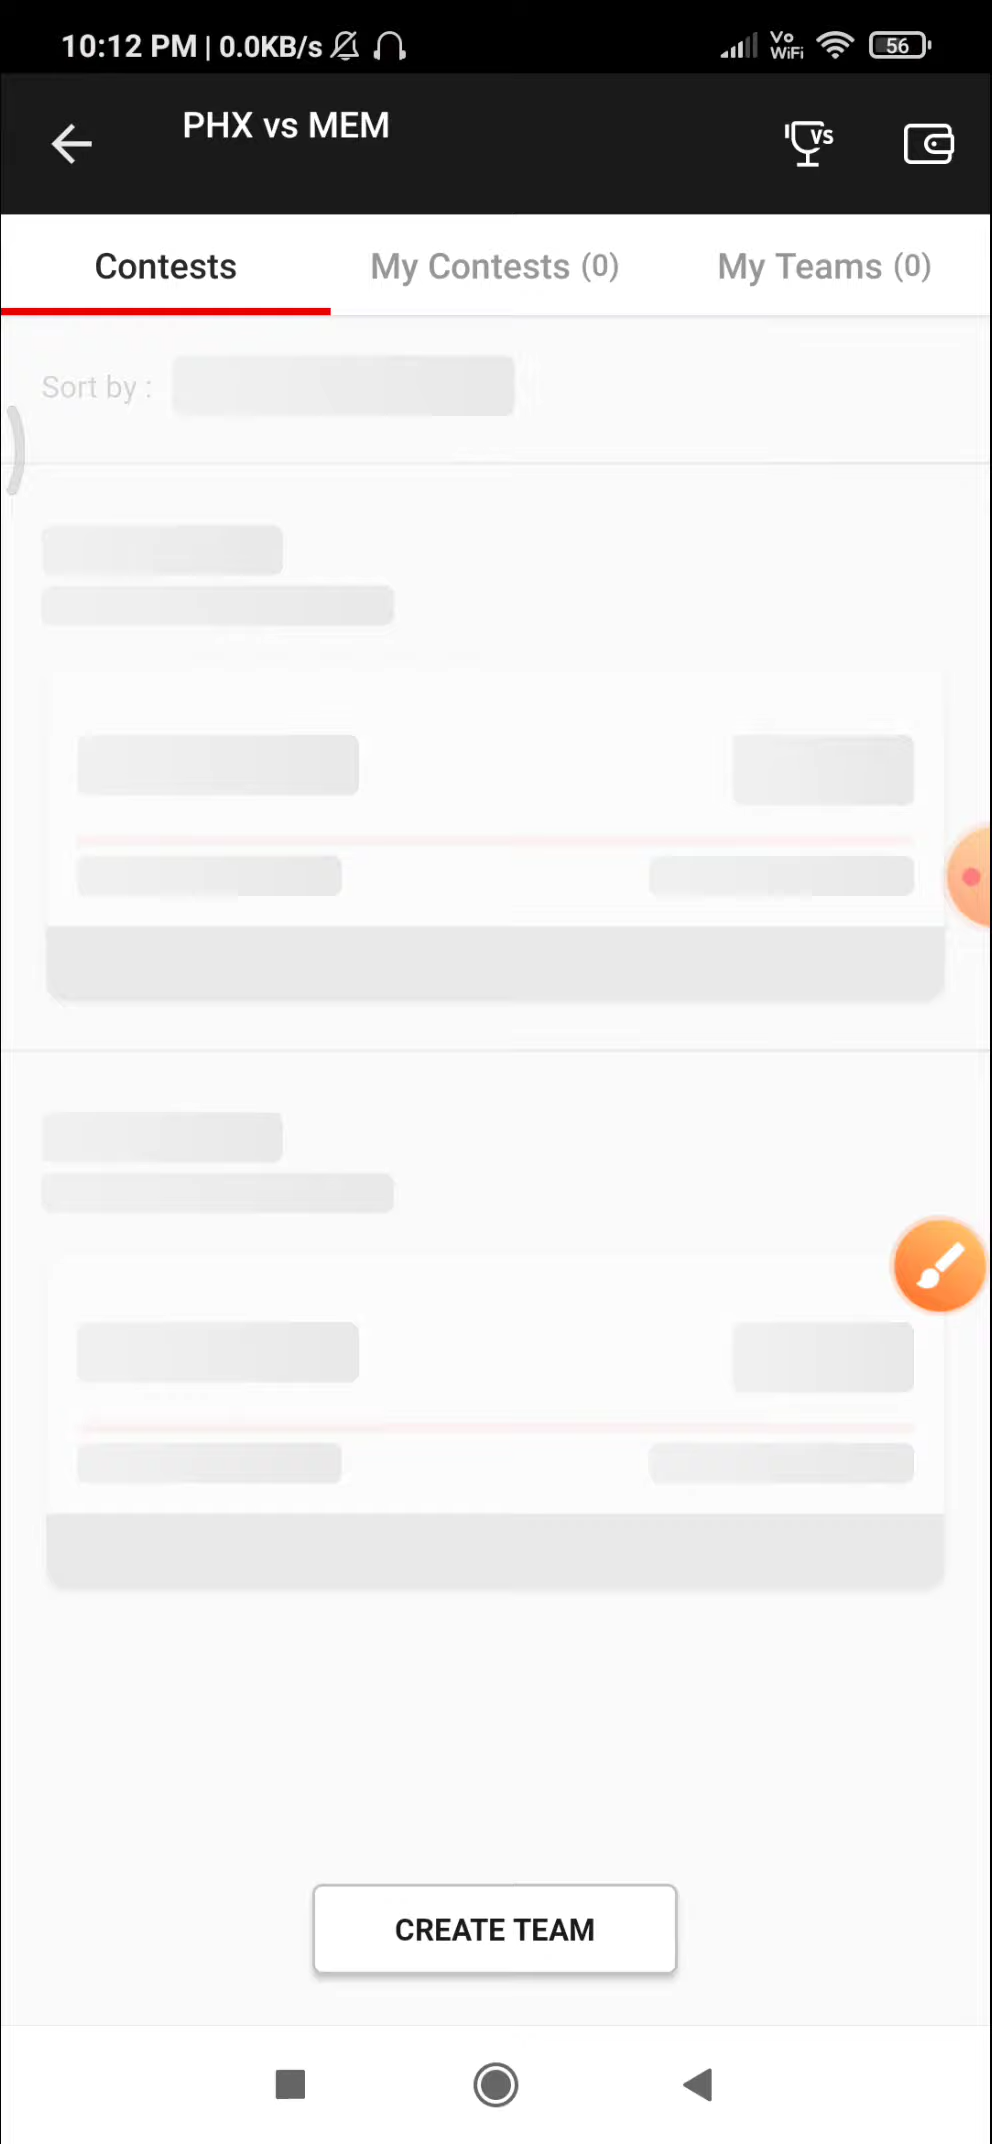 10:12 PM | 0.0KB/s Vo WiFi 56
PHX vs MEM
VS
Contests My Contests (0) My Teams (0)
Sort by :
CREATE TEAM